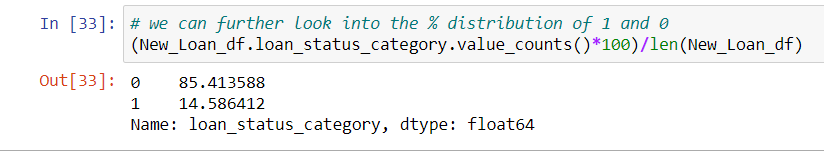 In [33]: # we can further look into the % distribution of 1 and 0
(New_Loan_df.loan_status_category.value_counts()*100)/len(New_Loan_df)
Out[33]: 0    85.413588
1    14.586412
Name: loan_status_category, dtype: float64